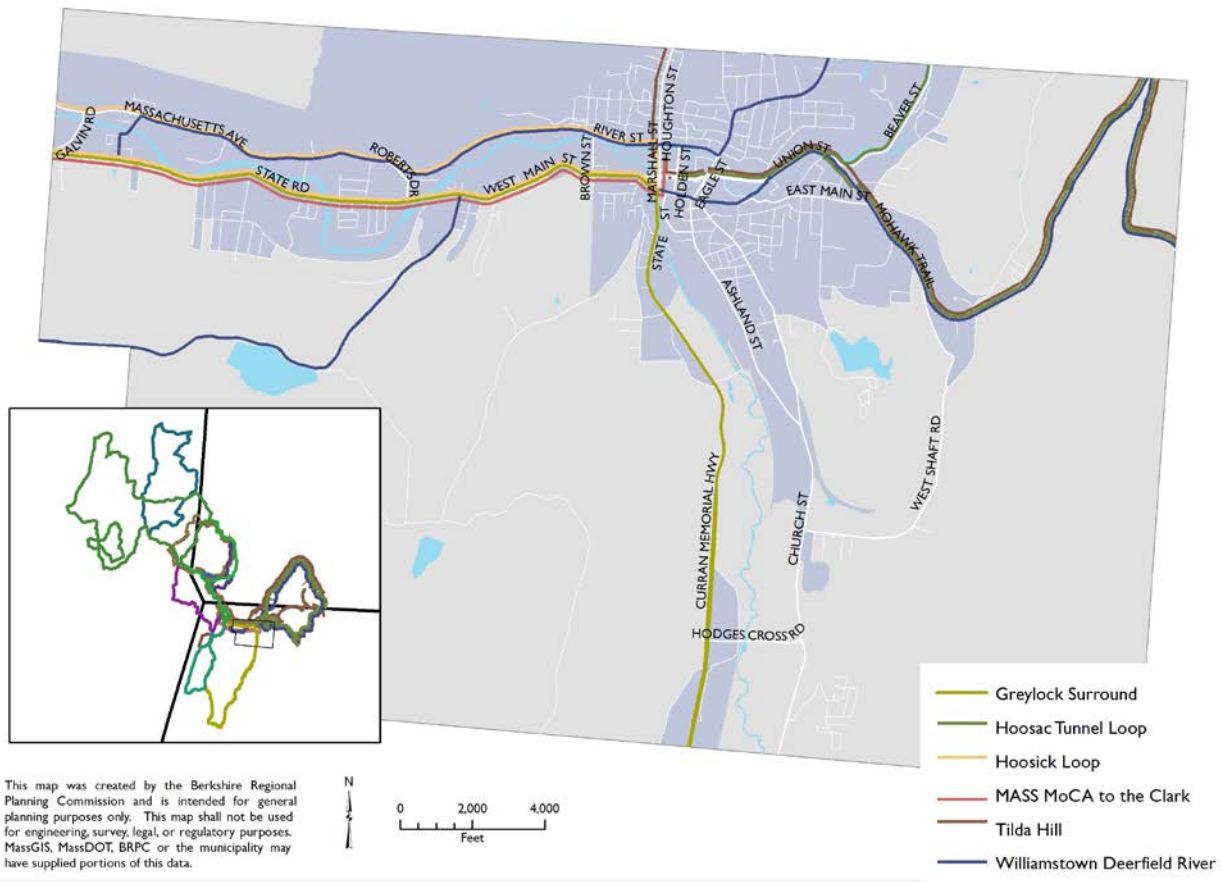 GALVIN RD
MASSACHUSETTS AVE
ROBERTS DR
STATE RD
WEST MAIN ST
BROWN ST
RIVER ST
MARSHALL ST
HOUGHTON ST
HOLDEN ST
EAGLE ST
UNION ST
BEAVER ST
EAST MAIN ST
MOHAWK TRAIL
STATE ST
ASHLAND ST
CURRAN MEMORIAL HWY
CHURCH ST
WEST SHAFT RD
HODGES CROSS RD
Greylock Surround
Hoosac Tunnel Loop
Hoosick Loop
MASS MoCA to the Clark
Tilda Hill
Williamstown Deerfield River
This map was created by the Berkshire Regional
Planning Commission and is intended for general
planning purposes only. This map shall not be used
for engineering, survey, legal, or regulatory purposes.
MassGIS, MassDOT, BRPC or the municipality may
have supplied portions of this data.
N
0 2,000 4,000
Feet